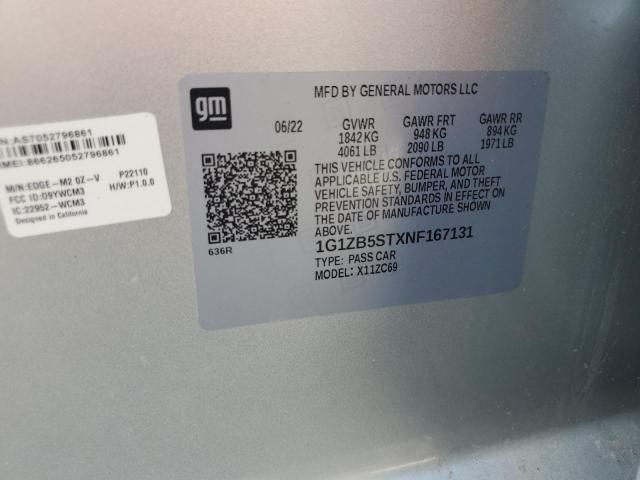 N:AS7052796861
IMEI:866265052796861
P22110
M/N:EDGE-M2 0Z-V H/W:P1.0.0
FCC ID:D9YWCM3
IC:22952-WCM3
Designed in California
gm
MFD BY GENERAL MOTORS LLC
06/22 GVWR GAWR FRT GAWR RR
1842 KG 948 KG 894 KG
4061 LB 2090 LB 1971 LB
THIS VEHICLE CONFORMS TO ALL
APPLICABLE U.S. FEDERAL MOTOR
VEHICLE SAFETY, BUMPER, AND THEFT
PREVENTION STANDARDS IN EFFECT ON
THE DATE OF MANUFACTURE SHOWN ABOVE.
1G1ZB5STXNF167131
TYPE: PASS CAR
MODEL: X11ZC69
636R